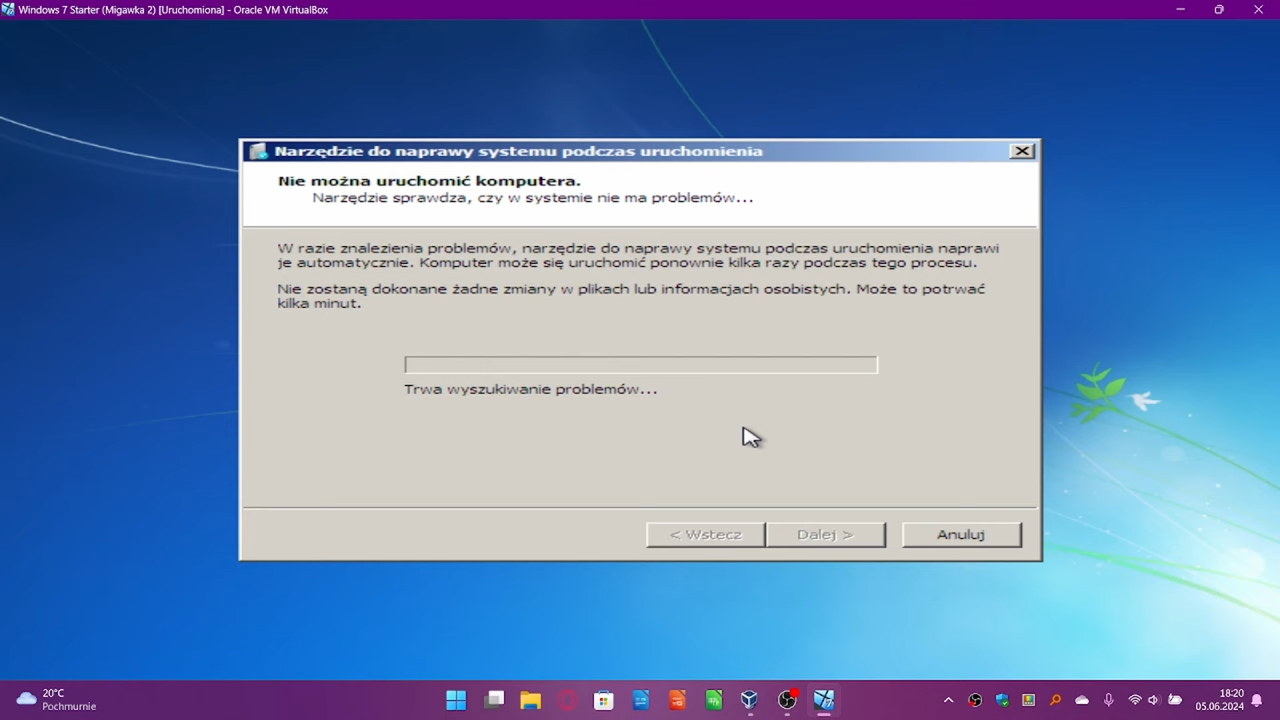 Windows 7 Starter (Migawka 2) [Uruchomiona] - Oracle VM VirtualBox
Narzędzie do naprawy systemu podczas uruchomienia
Nie można uruchomić komputera.
Narzędzie sprawdza, czy w systemie nie ma problemów...
W razie znalezienia problemów, narzędzie do naprawy systemu podczas uruchomienia naprawi
je automatycznie. Komputer może się uruchomić ponownie kilka razy podczas tego procesu.
Nie zostaną dokonane żadne zmiany w plikach lub informacjach osobistych. Może to potrwać
kilka minut.
Trwa wyszukiwanie problemów...
< Wstecz
Dalej >
Anuluj
20°C
Pochmurnie
18:20
05.06.2024